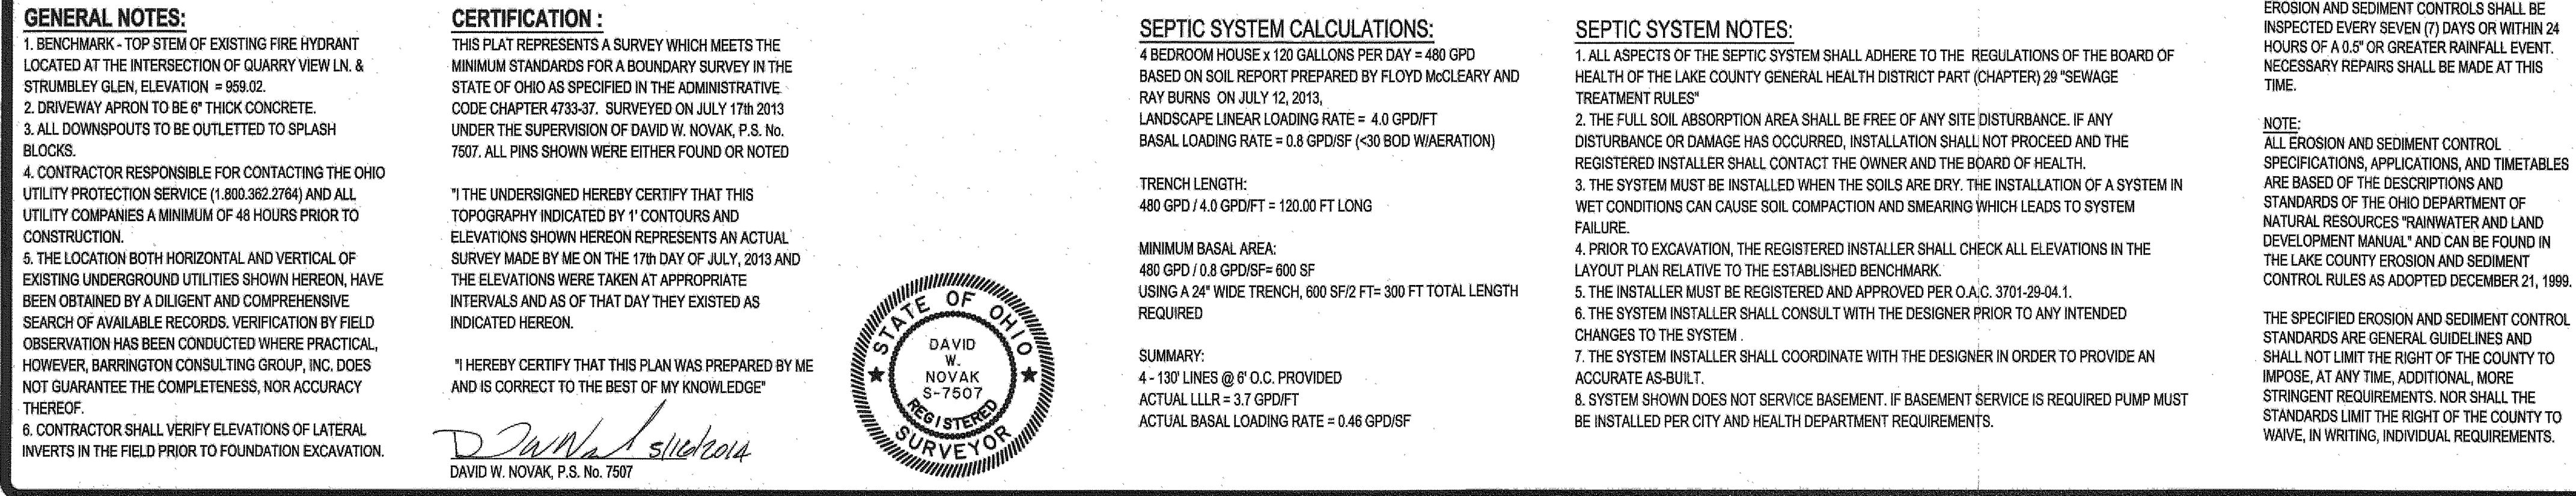 GENERAL NOTES:
1. BENCHMARK - TOP STEM OF EXISTING FIRE HYDRANT
LOCATED AT THE INTERSECTION OF QUARRY VIEW LN. &
STRUMBLEY GLEN, ELEVATION = 959.02.
2. DRIVEWAY APRON TO BE 6" THICK CONCRETE.
3. ALL DOWNSPOUTS TO BE OUTLETTED TO SPLASH
BLOCKS.
4. CONTRACTOR RESPONSIBLE FOR CONTACTING THE OHIO
UTILITY PROTECTION SERVICE (1.800.362.2764) AND ALL
UTILITY COMPANIES A MINIMUM OF 48 HOURS PRIOR TO
CONSTRUCTION.
5. THE LOCATION BOTH HORIZONTAL AND VERTICAL OF
EXISTING UNDERGROUND UTILITIES SHOWN HEREON, HAVE
BEEN OBTAINED BY A DILIGENT AND COMPREHENSIVE
SEARCH OF AVAILABLE RECORDS. VERIFICATION BY FIELD
OBSERVATION HAS BEEN CONDUCTED WHERE PRACTICAL,
HOWEVER, BARRINGTON CONSULTING GROUP, INC. DOES
NOT GUARANTEE THE COMPLETENESS, NOR ACCURACY
THEREOF.
6. CONTRACTOR SHALL VERIFY ELEVATIONS OF LATERAL
INVERTS IN THE FIELD PRIOR TO FOUNDATION EXCAVATION.
CERTIFICATION :
THIS PLAT REPRESENTS A SURVEY WHICH MEETS THE
MINIMUM STANDARDS FOR A BOUNDARY SURVEY IN THE
STATE OF OHIO AS SPECIFIED IN THE ADMINISTRATIVE
CODE CHAPTER 4733-37. SURVEYED ON JULY 17th 2013
UNDER THE SUPERVISION OF DAVID W. NOVAK, P.S. No.
7507. ALL PINS SHOWN WERE EITHER FOUND OR NOTED
"I THE UNDERSIGNED HEREBY CERTIFY THAT THIS
TOPOGRAPHY INDICATED BY 1' CONTOURS AND
ELEVATIONS SHOWN HEREON REPRESENTS AN ACTUAL
SURVEY MADE BY ME ON THE 17th DAY OF JULY, 2013 AND
THE ELEVATIONS WERE TAKEN AT APPROPRIATE
INTERVALS AND AS OF THAT DAY THEY EXISTED AS
INDICATED HEREON.
"I HEREBY CERTIFY THAT THIS PLAN WAS PREPARED BY ME
AND IS CORRECT TO THE BEST OF MY KNOWLEDGE"
5/16/2014
DAVID W. NOVAK, P.S. No. 7507
STATE OF OHIO
DAVID
W.
NOVAK
S-7507
REGISTERED
SURVEYOR
SEPTIC SYSTEM CALCULATIONS:
4 BEDROOM HOUSE x 120 GALLONS PER DAY = 480 GPD
BASED ON SOIL REPORT PREPARED BY FLOYD McCLEARY AND
RAY BURNS ON JULY 12, 2013,
LANDSCAPE LINEAR LOADING RATE = 4.0 GPD/FT
BASAL LOADING RATE = 0.8 GPD/SF (<30 BOD W/AERATION)
TRENCH LENGTH:
480 GPD / 4.0 GPD/FT = 120.00 FT LONG
MINIMUM BASAL AREA:
480 GPD / 0.8 GPD/SF= 600 SF
USING A 24" WIDE TRENCH, 600 SF/2 FT= 300 FT TOTAL LENGTH
REQUIRED
SUMMARY:
4 - 130' LINES @ 6' O.C. PROVIDED
ACTUAL LLLR = 3.7 GPD/FT
ACTUAL BASAL LOADING RATE = 0.46 GPD/SF
SEPTIC SYSTEM NOTES:
1. ALL ASPECTS OF THE SEPTIC SYSTEM SHALL ADHERE TO THE REGULATIONS OF THE BOARD OF
HEALTH OF THE LAKE COUNTY GENERAL HEALTH DISTRICT PART (CHAPTER) 29 "SEWAGE
TREATMENT RULES"
2. THE FULL SOIL ABSORPTION AREA SHALL BE FREE OF ANY SITE DISTURBANCE. IF ANY
DISTURBANCE OR DAMAGE HAS OCCURRED, INSTALLATION SHALL NOT PROCEED AND THE
REGISTERED INSTALLER SHALL CONTACT THE OWNER AND THE BOARD OF HEALTH.
3. THE SYSTEM MUST BE INSTALLED WHEN THE SOILS ARE DRY. THE INSTALLATION OF A SYSTEM IN
WET CONDITIONS CAN CAUSE SOIL COMPACTION AND SMEARING WHICH LEADS TO SYSTEM
FAILURE.
4. PRIOR TO EXCAVATION, THE REGISTERED INSTALLER SHALL CHECK ALL ELEVATIONS IN THE
LAYOUT PLAN RELATIVE TO THE ESTABLISHED BENCHMARK.
5. THE INSTALLER MUST BE REGISTERED AND APPROVED PER O.A.C. 3701-29-04.1.
6. THE SYSTEM INSTALLER SHALL CONSULT WITH THE DESIGNER PRIOR TO ANY INTENDED
CHANGES TO THE SYSTEM .
7. THE SYSTEM INSTALLER SHALL COORDINATE WITH THE DESIGNER IN ORDER TO PROVIDE AN
ACCURATE AS-BUILT.
8. SYSTEM SHOWN DOES NOT SERVICE BASEMENT. IF BASEMENT SERVICE IS REQUIRED PUMP MUST
BE INSTALLED PER CITY AND HEALTH DEPARTMENT REQUIREMENTS.
EROSION AND SEDIMENT CONTROLS SHALL BE
INSPECTED EVERY SEVEN (7) DAYS OR WITHIN 24
HOURS OF A 0.5" OR GREATER RAINFALL EVENT.
NECESSARY REPAIRS SHALL BE MADE AT THIS
TIME.
NOTE:
ALL EROSION AND SEDIMENT CONTROL
SPECIFICATIONS, APPLICATIONS, AND TIMETABLES
ARE BASED OF THE DESCRIPTIONS AND
STANDARDS OF THE OHIO DEPARTMENT OF
NATURAL RESOURCES "RAINWATER AND LAND
DEVELOPMENT MANUAL" AND CAN BE FOUND IN
THE LAKE COUNTY EROSION AND SEDIMENT
CONTROL RULES AS ADOPTED DECEMBER 21, 1999.
THE SPECIFIED EROSION AND SEDIMENT CONTROL
STANDARDS ARE GENERAL GUIDELINES AND
SHALL NOT LIMIT THE RIGHT OF THE COUNTY TO
IMPOSE, AT ANY TIME, ADDITIONAL, MORE
STRINGENT REQUIREMENTS. NOR SHALL THE
STANDARDS LIMIT THE RIGHT OF THE COUNTY TO
WAIVE, IN WRITING, INDIVIDUAL REQUIREMENTS.